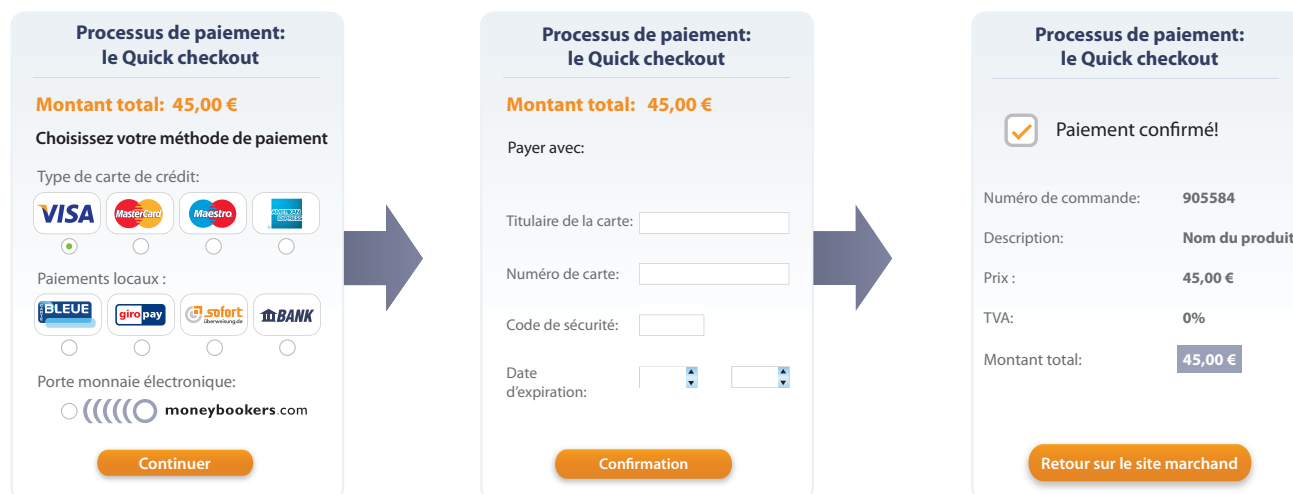 Processus de paiement:
le Quick checkout
Montant total: 45,00 €
Choisissez votre méthode de paiement
Type de carte de crédit:
VISA
MasterCard
Maestro
AMERICAN EXPRESS
Paiements locaux :
CARTE BLEUE
giropay
sofort
überweisung.de
BANK
Porte monnaie électronique:
moneybookers.com
Continuer
Processus de paiement:
le Quick checkout
Montant total: 45,00 €
Payer avec:
Titulaire de la carte:
Numéro de carte:
Code de sécurité:
Date
d’expiration:
Confirmation
Processus de paiement:
le Quick checkout
Paiement confirmé!
Numéro de commande: 905584
Description: Nom du produit
Prix : 45,00 €
TVA: 0%
Montant total: 45,00 €
Retour sur le site marchand